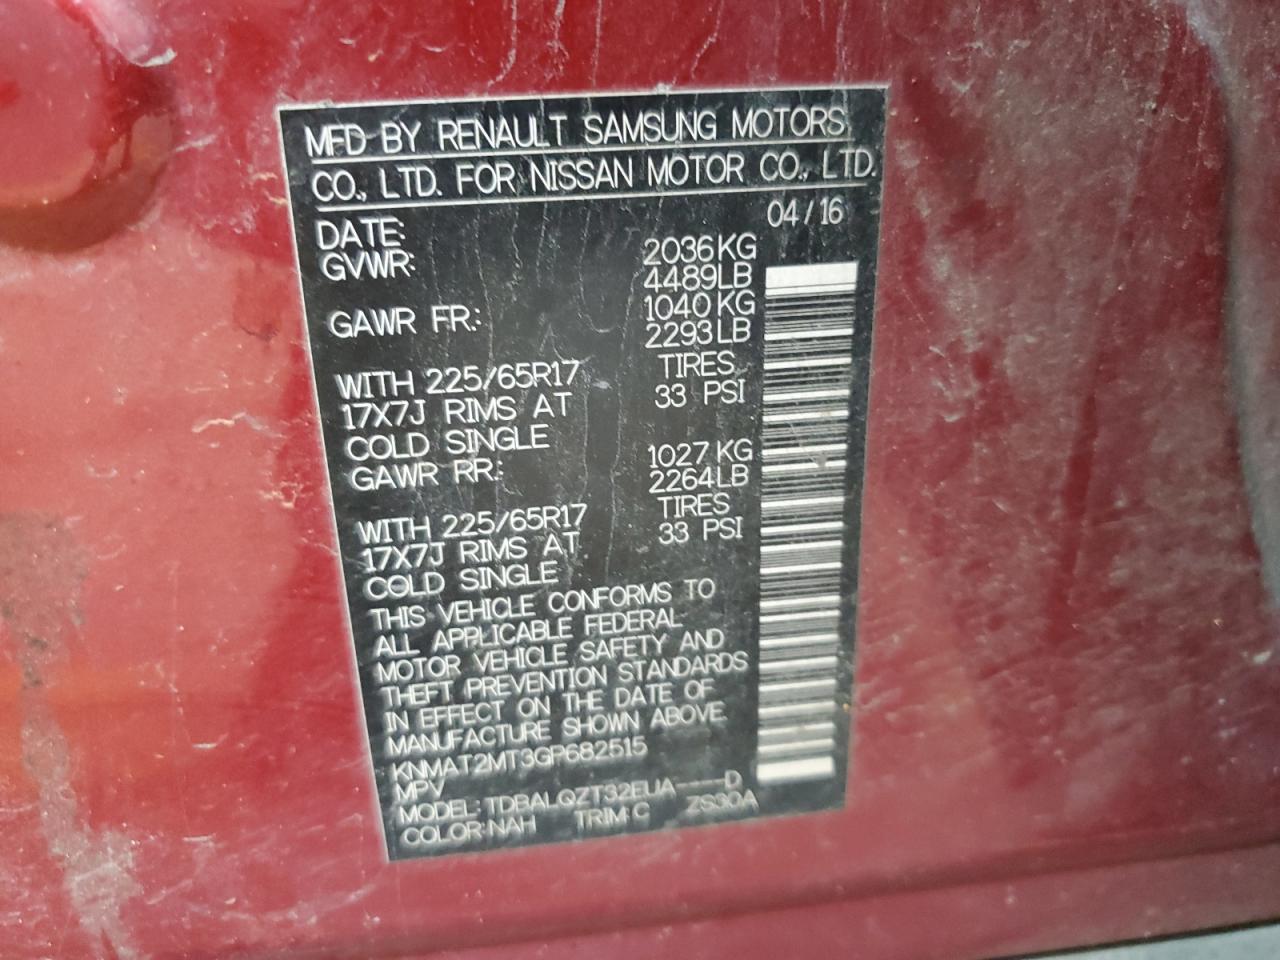 MFD BY RENAULT SAMSUNG MOTORS
CO., LTD. FOR NISSAN MOTOR CO., LTD.
DATE: 04/16
GVWR: 2036KG
4489LB
GAWR FR.: 1040KG
2293LB
WITH 225/65R17 TIRES
17X7J RIMS AT 33 PSI
COLD SINGLE
GAWR RR.: 1027 KG
2264LB
WITH 225/65R17 TIRES
17X7J RIMS AT 33 PSI
COLD SINGLE
THIS VEHICLE CONFORMS TO
ALL APPLICABLE FEDERAL
MOTOR VEHICLE SAFETY AND
THEFT PREVENTION STANDARDS
IN EFFECT ON THE DATE OF
MANUFACTURE SHOWN ABOVE.
KNMAT2MT3GP682515
MPV
MODEL: TDBALQZT32EUA-----D
COLOR: NAH TRIM: C ZS30A